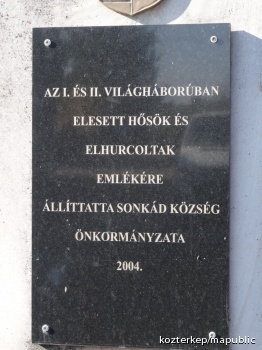 AZ I. ÉS II. VILÁGHÁBORÚBAN
ELESETT HŐSÖK ÉS
ELHURCOLTAK
EMLÉKÉRE
ÁLLÍTTATTA SONKÁD KÖZSÉG
ÖNKORMÁNYZATA
2004.
kozterkep/mapublic